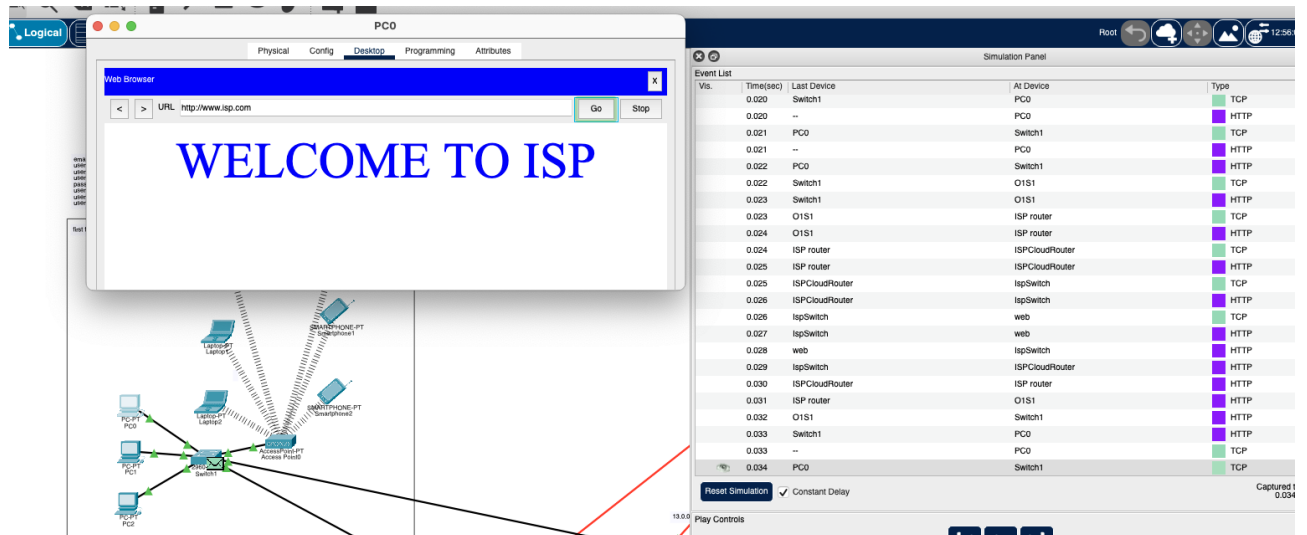 Logical
Root
12:56:
PC0
Physical Config Desktop Programming Attributes
Web Browser
X
< > URL http://www.isp.com Go Stop
WELCOME TO ISP
SMARTPHONE-PT
Smartphone1
Laptop-PT
Laptop1
Laptop-PT
Laptop2
SMARTPHONE-PT
Smartphone2
PC-PT
PC0
AccessPoint-PT
Access Point0
PC-PT
PC1
Switch1
PC-PT
PC2
13.0.0
Simulation Panel
Event List
Vis. Time(sec) Last Device At Device Type
0.020 Switch1 PC0 TCP
0.020 -- PC0 HTTP
0.021 PC0 Switch1 TCP
0.021 -- PC0 HTTP
0.022 PC0 Switch1 HTTP
0.022 Switch1 O1S1 TCP
0.023 Switch1 O1S1 HTTP
0.023 O1S1 ISP router TCP
0.024 O1S1 ISP router HTTP
0.024 ISP router ISPCloudRouter TCP
0.025 ISP router ISPCloudRouter HTTP
0.025 ISPCloudRouter IspSwitch TCP
0.026 ISPCloudRouter IspSwitch HTTP
0.026 IspSwitch web TCP
0.027 IspSwitch web HTTP
0.028 web IspSwitch HTTP
0.029 IspSwitch ISPCloudRouter HTTP
0.030 ISPCloudRouter ISP router HTTP
0.031 ISP router O1S1 HTTP
0.032 O1S1 Switch1 HTTP
0.033 Switch1 PC0 HTTP
0.033 -- PC0 TCP
0.034 PC0 Switch1 TCP
Reset Simulation Constant Delay
Captured t
0.034
Play Controls